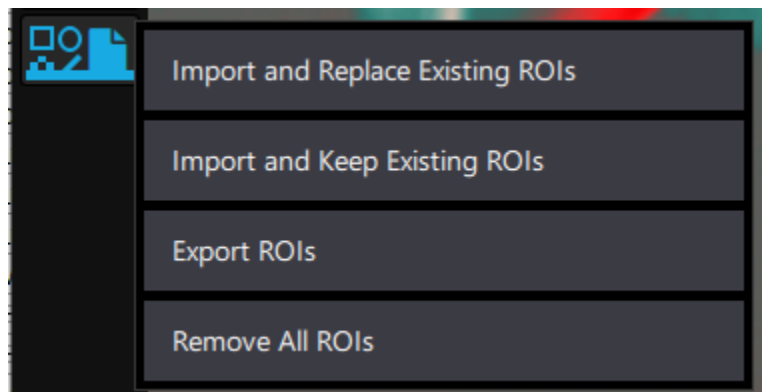 Import and Replace Existing ROIs
Import and Keep Existing ROIs
Export ROIs
Remove All ROIs